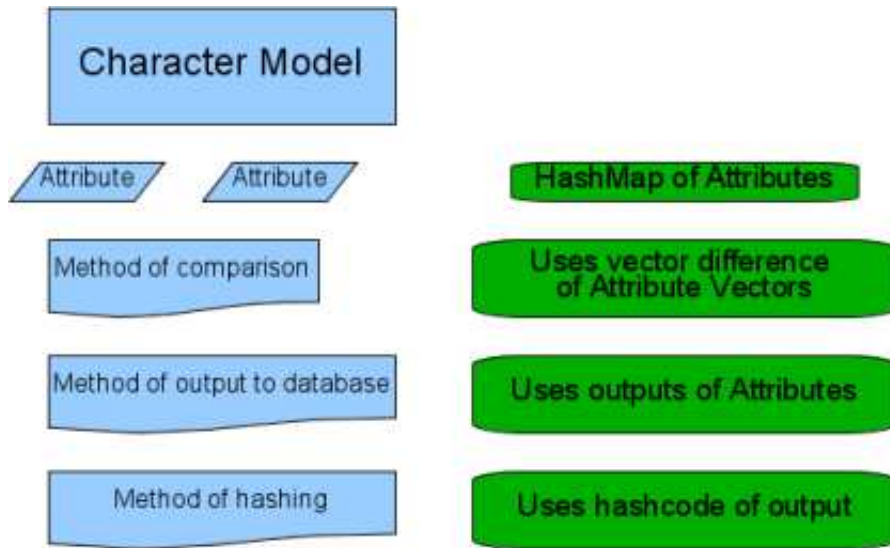 Character Model
Attribute Attribute HashMap of Attributes
Method of comparison
Uses vector difference
of Attribute Vectors
Method of output to database
Uses outputs of Attributes
Method of hashing
Uses hashcode of output